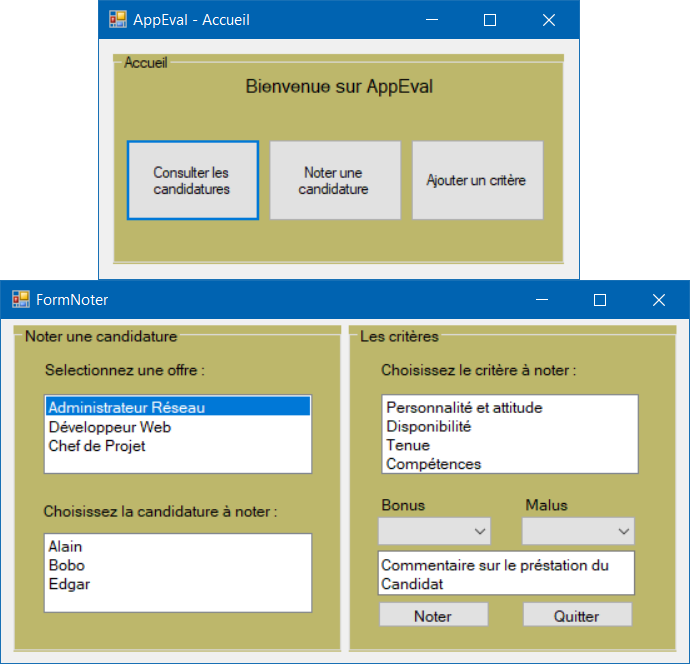 AppEval - Accueil
Accueil
Bienvenue sur AppEval
Consulter les
candidatures
Noter une
candidature
Ajouter un critère
FormNoter
Noter une candidature
Selectionnez une offre :
Administrateur Réseau
Développeur Web
Chef de Projet
Choisissez la candidature à noter :
Alain
Bobo
Edgar
Les critères
Choisissez le critère à noter :
Personnalité et attitude
Disponibilité
Tenue
Compétences
Bonus
Malus
Commentaire sur le préstation du
Candidat
Noter
Quitter